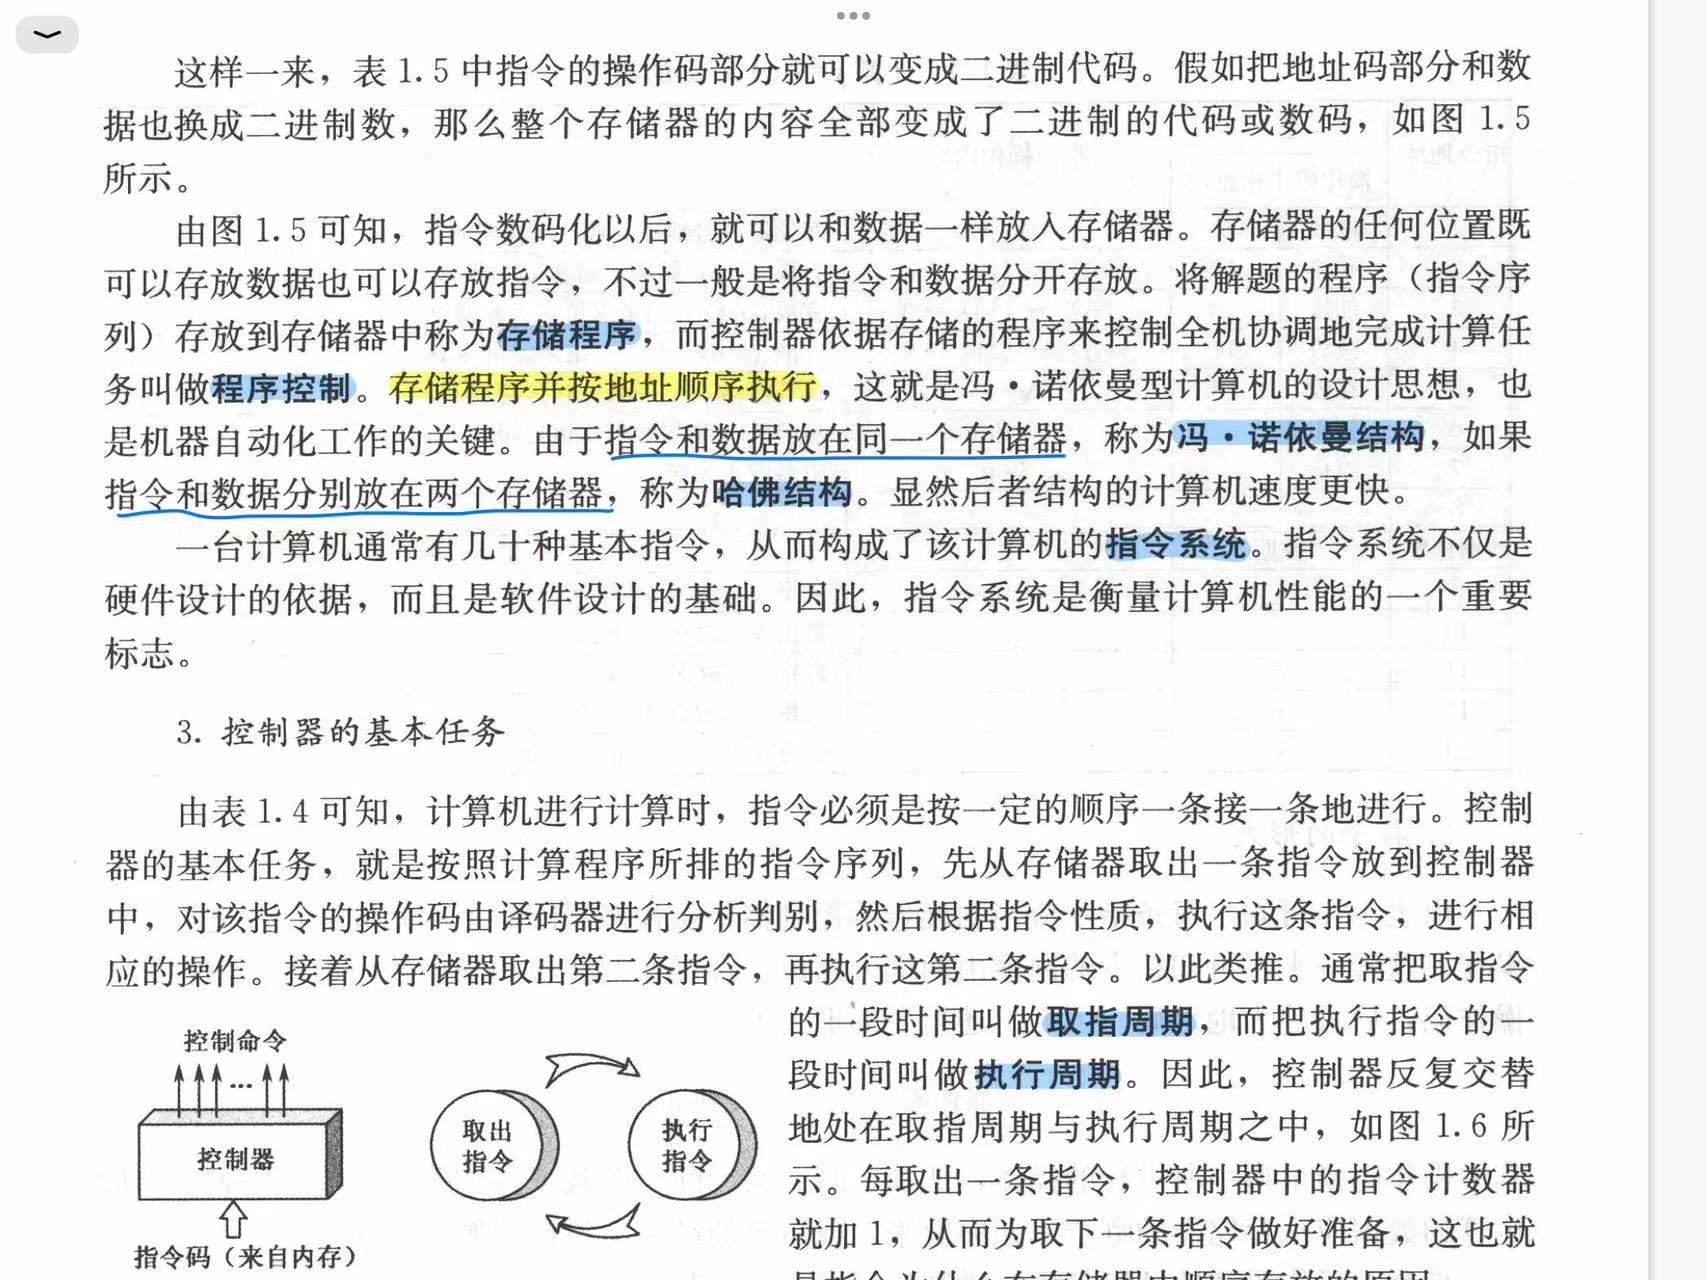 这样一来，表 1.5 中指令的操作码部分就可以变成二进制代码。假如把地址码部分和数
据也换成二进制数，那么整个存储器的内容全部变成了二进制的代码或数码，如图 1.5
所示。
由图 1.5 可知，指令数码化以后，就可以和数据一样放入存储器。存储器的任何位置既
可以存放数据也可以存放指令，不过一般是将指令和数据分开存放。将解题的程序（指令序
列）存放到存储器中称为存储程序，而控制器依据存储的程序来控制全机协调地完成计算任
务叫做程序控制。存储程序并按地址顺序执行，这就是冯·诺依曼型计算机的设计思想，也
是机器自动化工作的关键。由于指令和数据放在同一个存储器，称为冯·诺依曼结构，如果
指令和数据分别放在两个存储器，称为哈佛结构。显然后者结构的计算机速度更快。
一台计算机通常有几十种基本指令，从而构成了该计算机的指令系统。指令系统不仅是
硬件设计的依据，而且是软件设计的基础。因此，指令系统是衡量计算机性能的一个重要
标志。
3. 控制器的基本任务
由表 1.4 可知，计算机进行计算时，指令必须是按一定的顺序一条接一条地进行。控制
器的基本任务，就是按照计算程序所排的指令序列，先从存储器取出一条指令放到控制器
中，对该指令的操作码由译码器进行分析判别，然后根据指令性质，执行这条指令，进行相
应的操作。接着从存储器取出第二条指令，再执行这第二条指令。以此类推。通常把取指令
的一段时间叫做取指周期，而把执行指令的一
段时间叫做执行周期。因此，控制器反复交替
地处在取指周期与执行周期之中，如图 1.6 所
示。每取出一条指令，控制器中的指令计数器
就加 1，从而为取下一条指令做好准备，这也就
是指令为什么在存储器中顺序存放的原因
控制命令
...
控制器
指令码（来自内存）
取出
指令
执行
指令